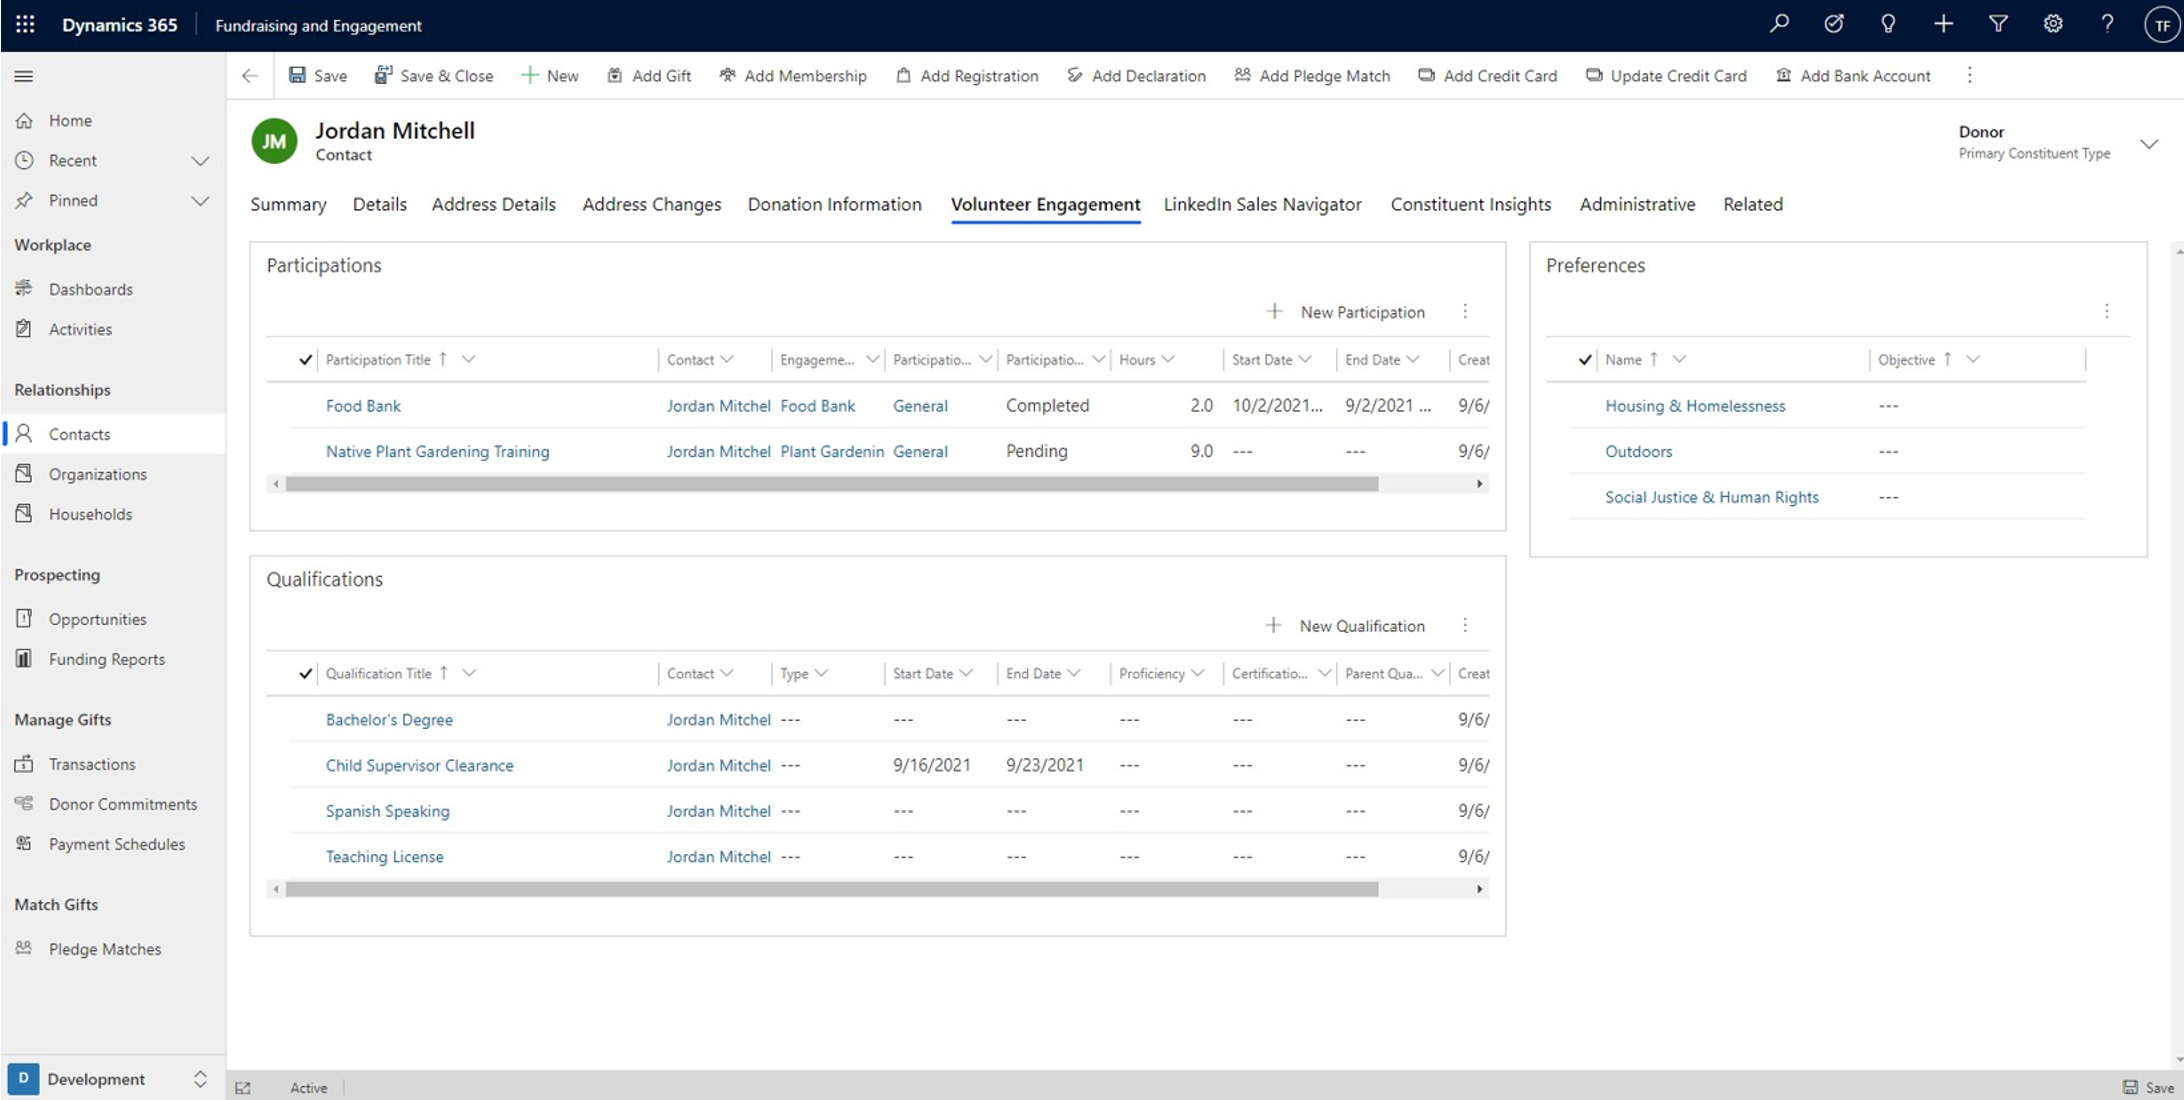 Dynamics 365 Fundraising and Engagement TF
Save Save & Close New Add Gift Add Membership Add Registration Add Declaration Add Pledge Match Add Credit Card Update Credit Card Add Bank Account
Home
Recent
Pinned
Workplace
Dashboards
Activities
Relationships
Contacts
Organizations
Households
Prospecting
Opportunities
Funding Reports
Manage Gifts
Transactions
Donor Commitments
Payment Schedules
Match Gifts
Pledge Matches
D Development
JM
Jordan Mitchell
Contact
Donor
Primary Constituent Type
Summary Details Address Details Address Changes Donation Information Volunteer Engagement LinkedIn Sales Navigator Constituent Insights Administrative Related
Participations
New Participation
Participation Title Contact Engageme... Participatio... Participatio... Hours Start Date End Date Creat
Food Bank Jordan Mitchel Food Bank General Completed 2.0 10/2/2021... 9/2/2021 ... 9/6/
Native Plant Gardening Training Jordan Mitchel Plant Gardenin General Pending 9.0 --- --- 9/6/
Preferences
Name Objective
Housing & Homelessness ---
Outdoors ---
Social Justice & Human Rights ---
Qualifications
New Qualification
Qualification Title Contact Type Start Date End Date Proficiency Certificatio... Parent Qua... Creat
Bachelor's Degree Jordan Mitchel --- --- --- --- --- --- 9/6/
Child Supervisor Clearance Jordan Mitchel --- 9/16/2021 9/23/2021 --- --- --- 9/6/
Spanish Speaking Jordan Mitchel --- --- --- --- --- --- 9/6/
Teaching License Jordan Mitchel --- --- --- --- --- --- 9/6/
Active Save